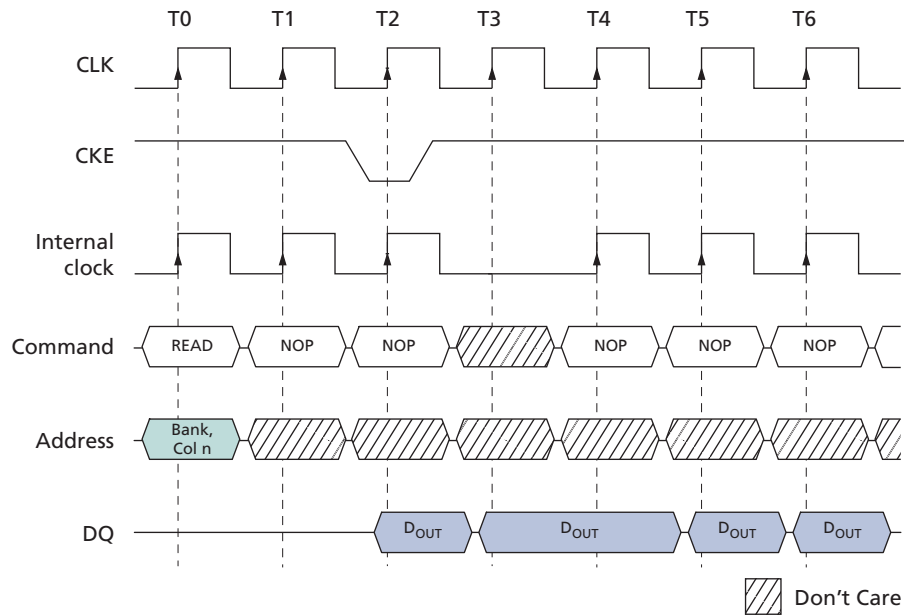 T0 T1 T2 T3 T4 T5 T6
CLK
CKE
Internal
clock
Command READ NOP NOP NOP NOP NOP
Address Bank,
Col n
DQ DOUT DOUT DOUT DOUT
Don't Care